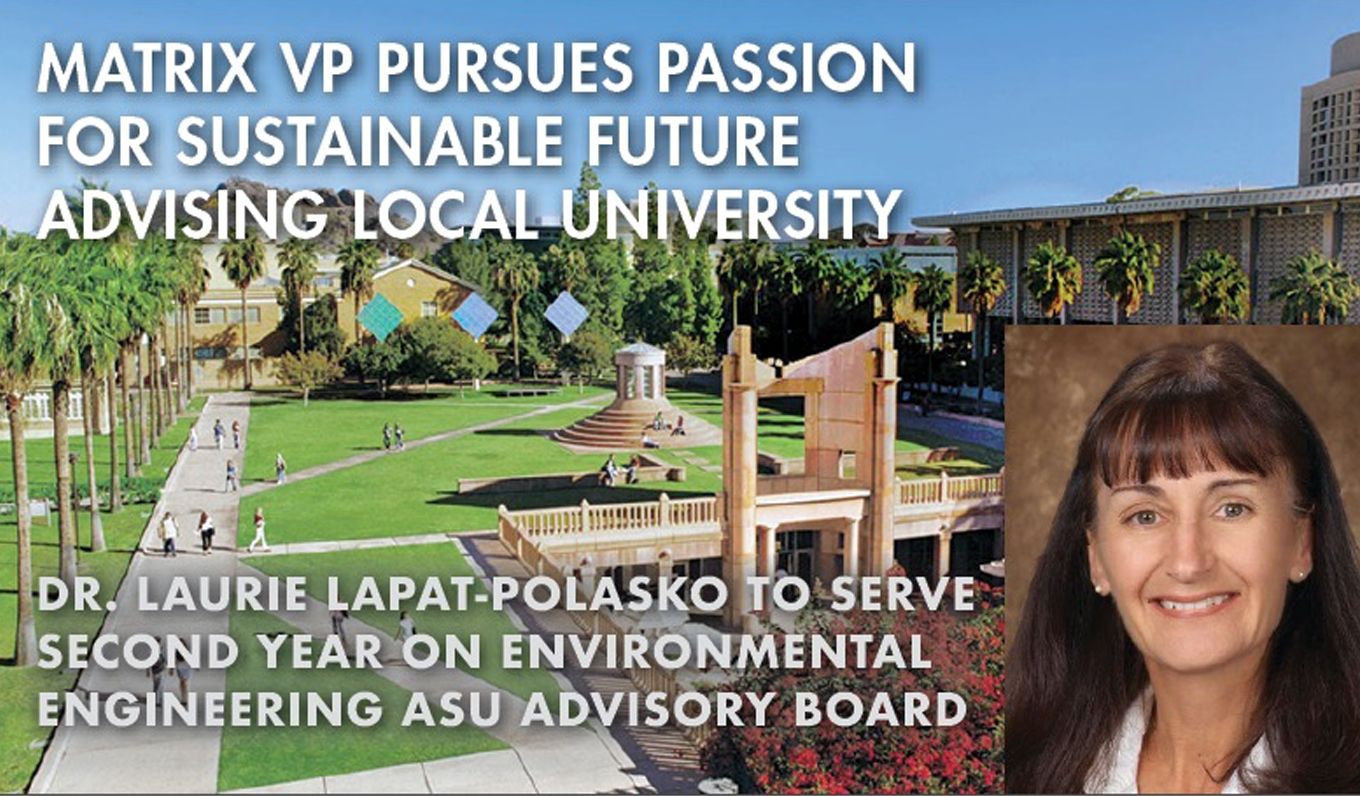 MATRIX VP PURSUES PASSION
FOR SUSTAINABLE FUTURE
ADVISING LOCAL UNIVERSITY
DR. LAURIE LAPAT-POLASKO TO SERVE
SECOND YEAR ON ENVIRONMENTAL
ENGINEERING ASU ADVISORY BOARD